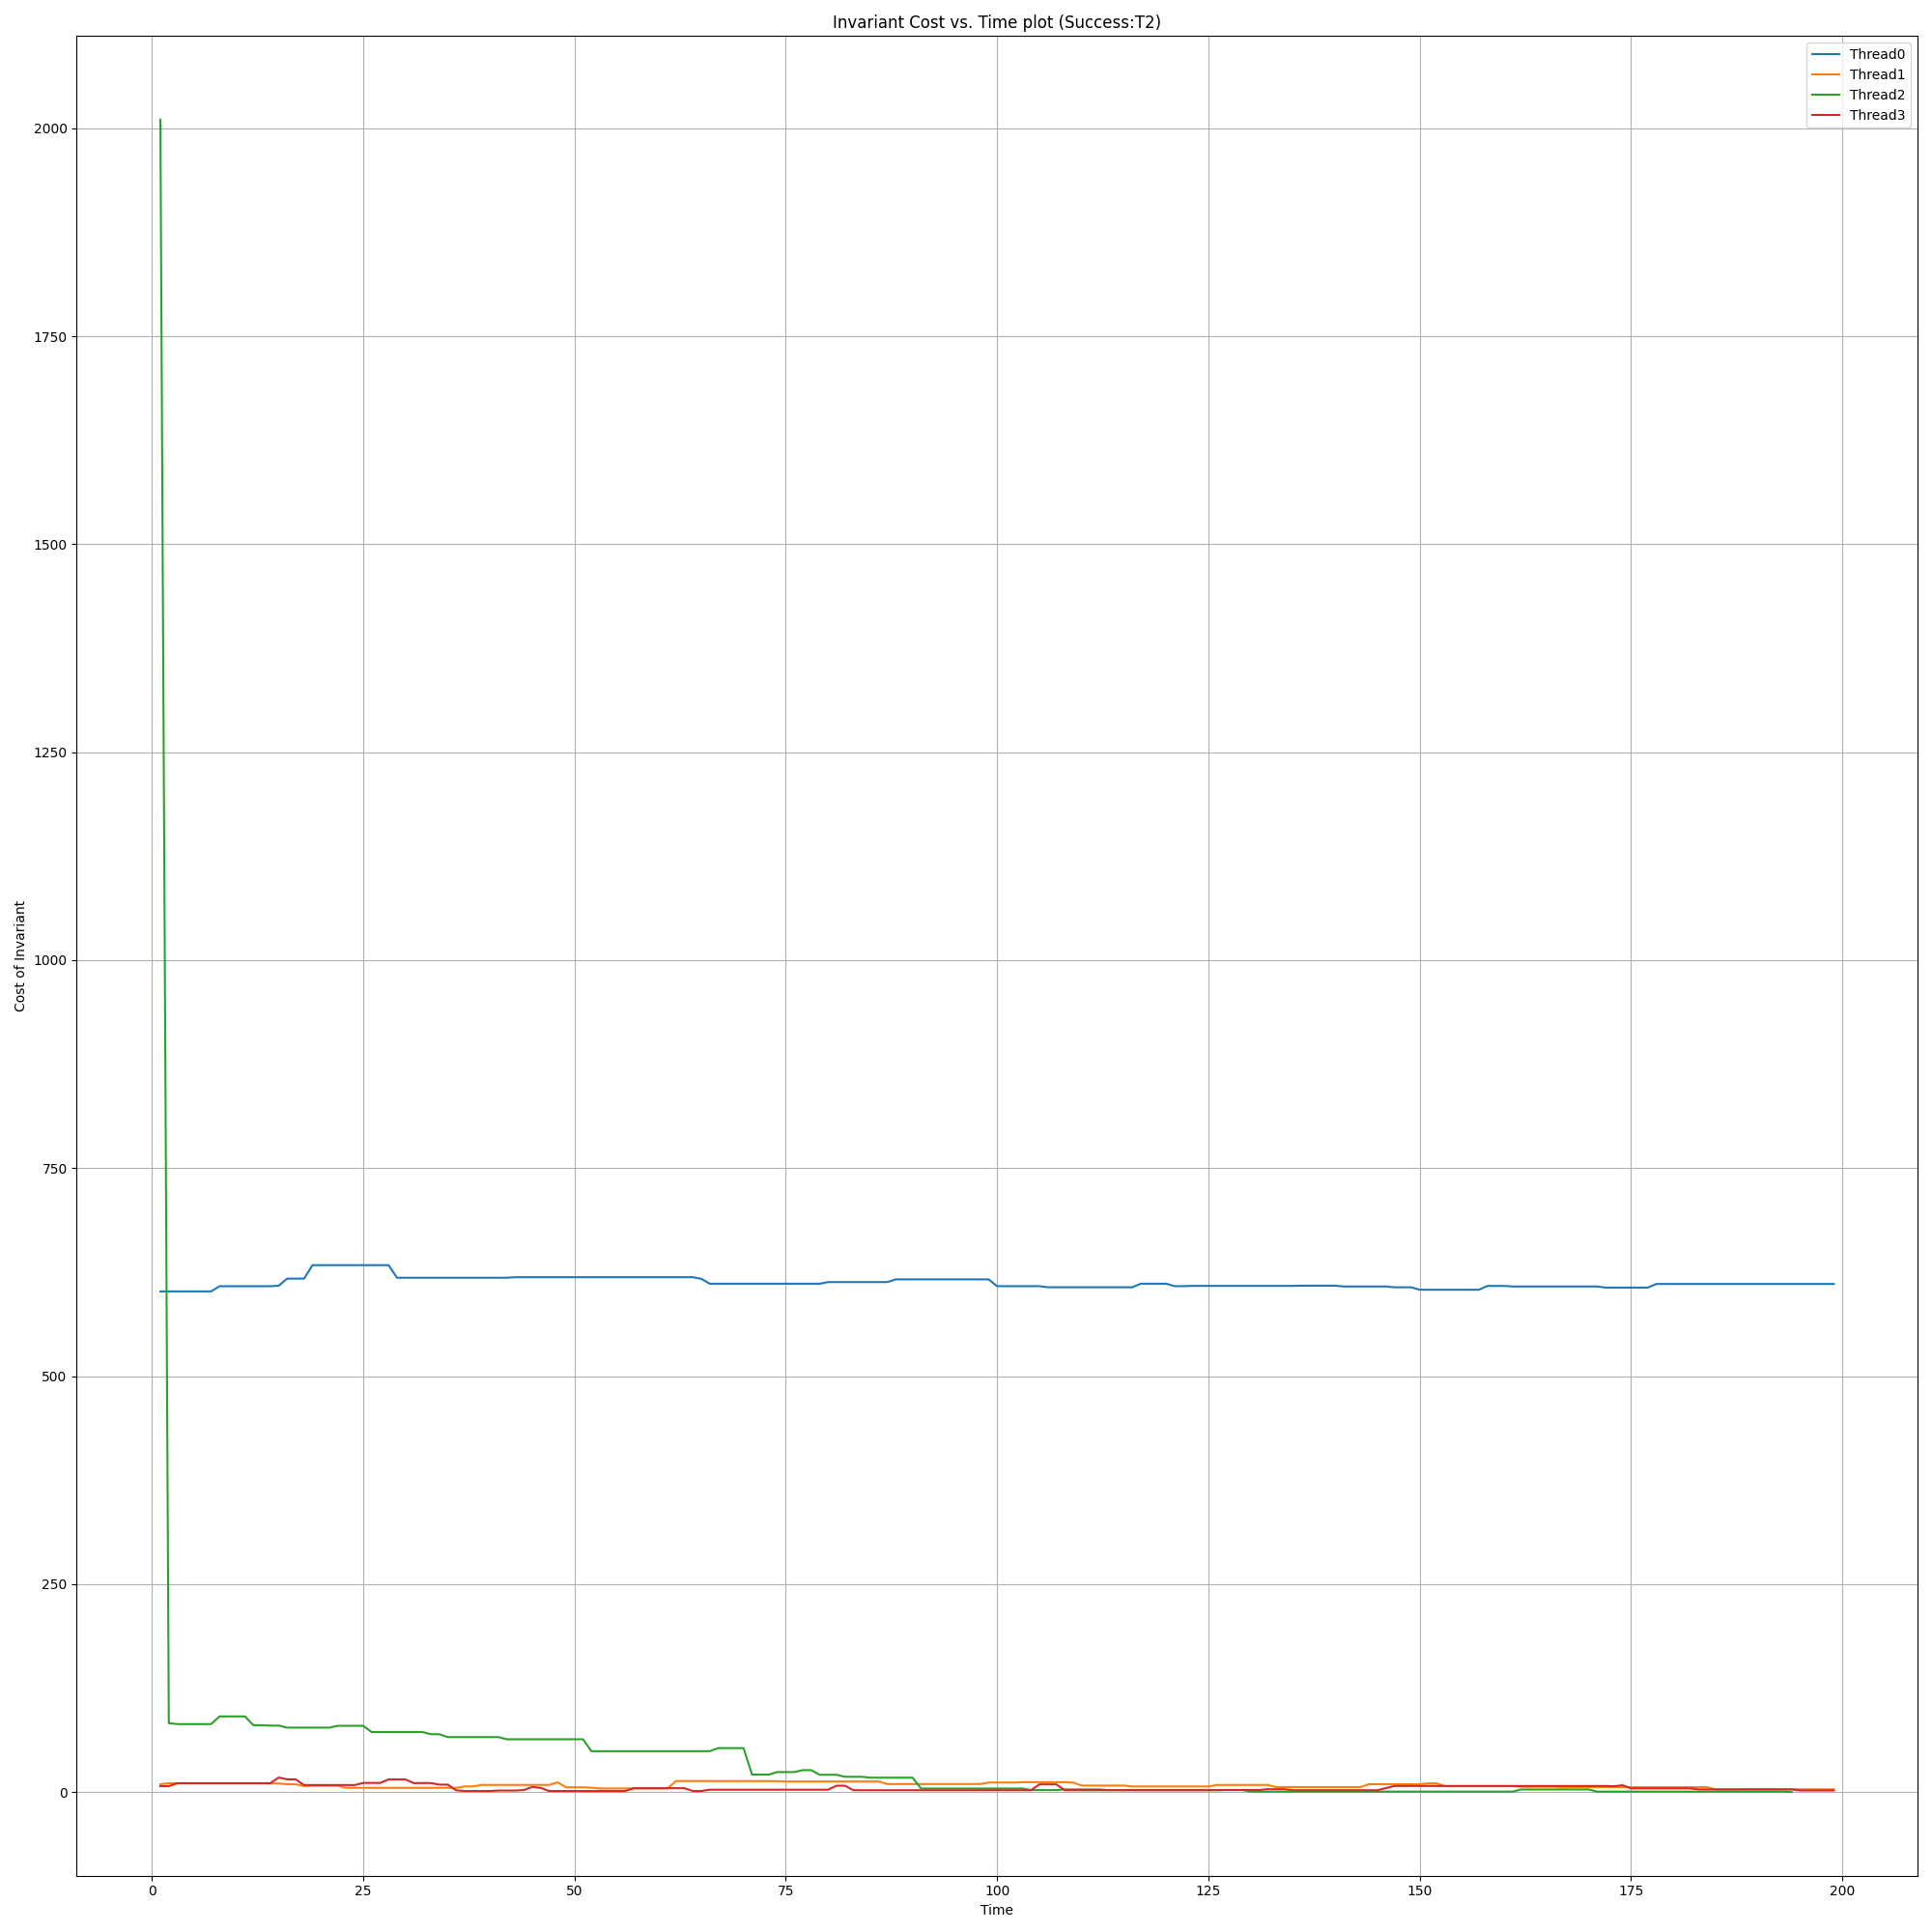 Invariant Cost vs. Time plot (Success:T2)
Thread0
Thread1
Thread2
Thread3
2000
1750
1500
1250
1000
750
500
250
0
Cost of Invariant
0 25 50 75 100 125 150 175 200
Time